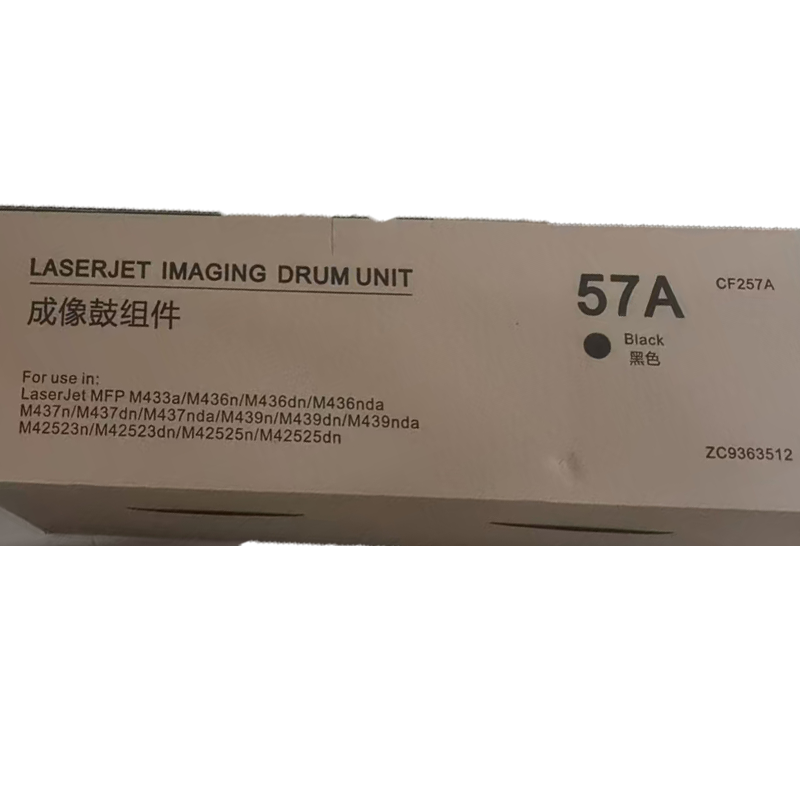 LASERJET IMAGING DRUM UNIT
成像鼓组件
57A
CF257A
Black
黑色
For use in:
LaserJet MFP M433a/M436n/M436dn/M436nda
M437n/M437dn/M437nda/M439n/M439dn/M439nda
M42523n/M42523dn/M42525n/M42525dn
ZC9363512